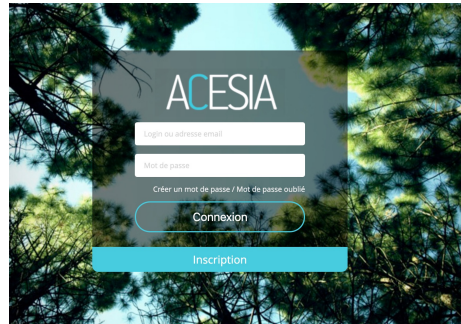 ACESIA
Login ou adresse email
Mot de passe
Créer un mot de passe / Mot de passe oublié
Connexion
Inscription